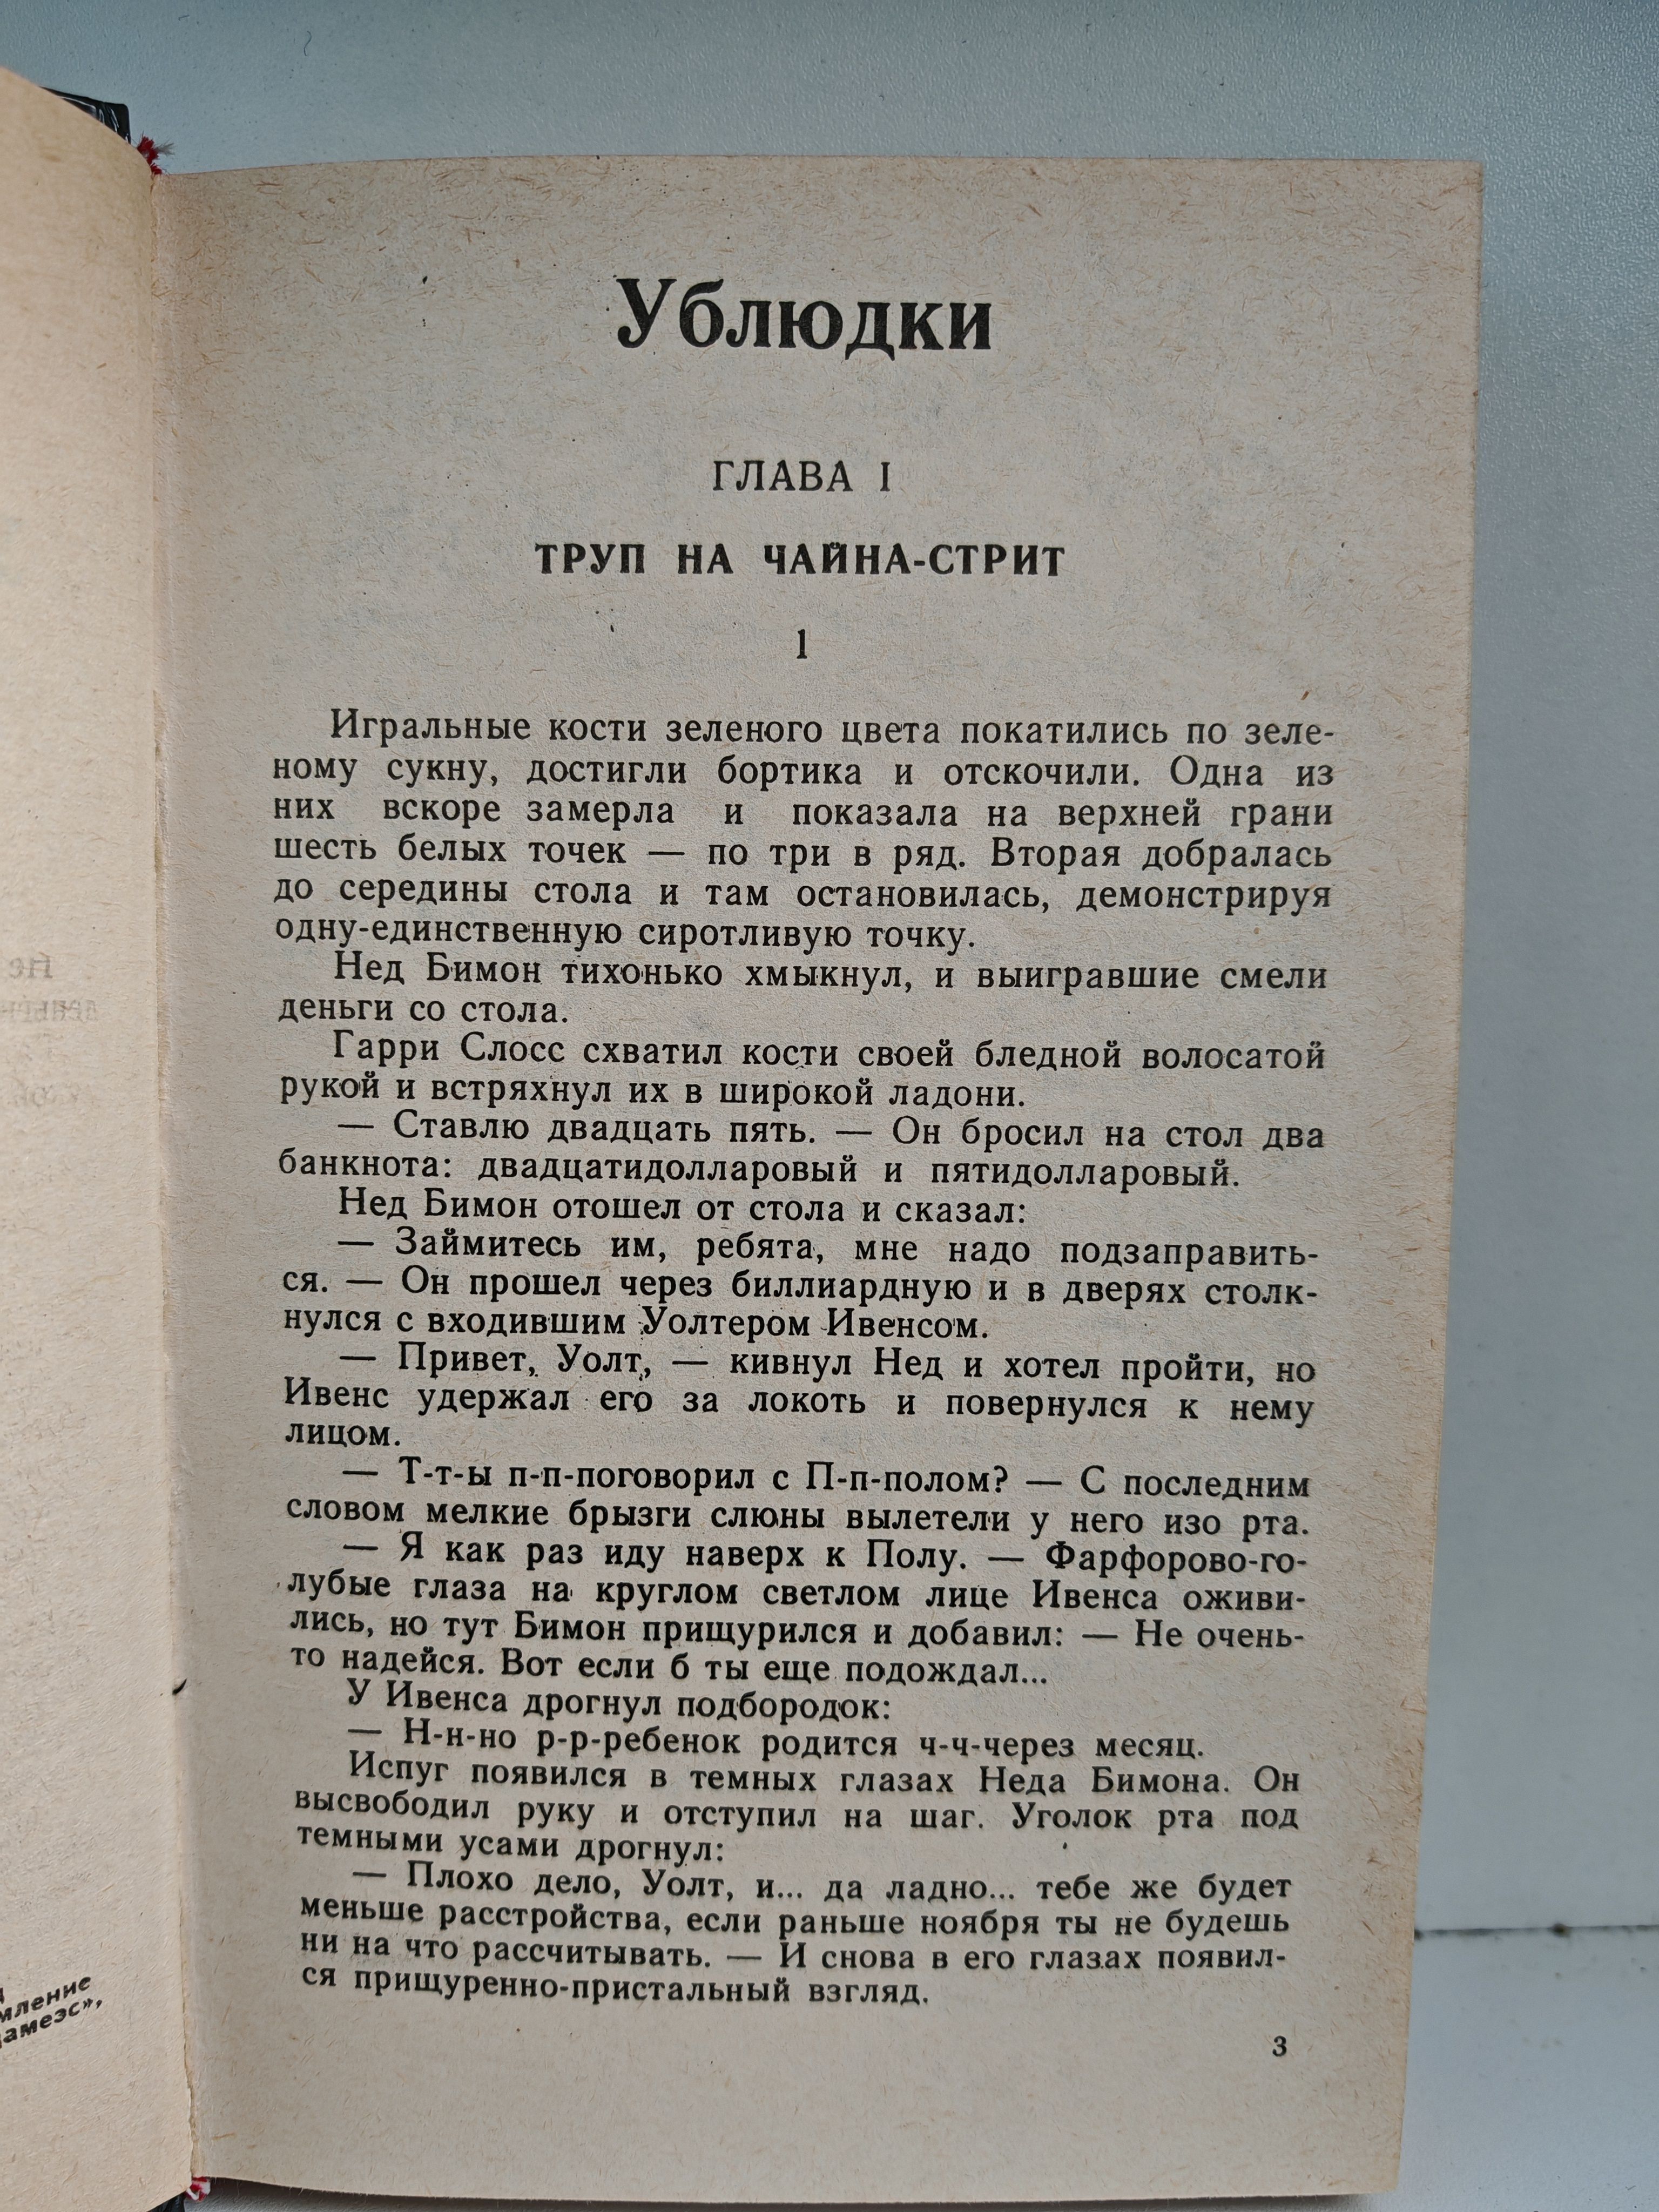 Ублюдки
ГЛАВА I
ТРУП НА ЧАЙНА-СТРИТ
1
Игральные кости зеленого цвета покатились по зеле-
ному сукну, достигли бортика и отскочили. Одна из
них вскоре замерла и показала на верхней грани
шесть белых точек — по три в ряд. Вторая добралась
до середины стола и там остановилась, демонстрируя
одну-единственную сиротливую точку.
Нед Бимон тихонько хмыкнул, и выигравшие смели
деньги со стола.
Гарри Слосс схватил кости своей бледной волосатой
рукой и встряхнул их в широкой ладони.
— Ставлю двадцать пять. — Он бросил на стол два
банкнота: двадцатидолларовый и пятидолларовый.
Нед Бимон отошел от стола и сказал:
— Займитесь им, ребята, мне надо подзаправить-
ся. — Он прошел через биллиардную и в дверях столк-
нулся с входившим Уолтером Ивенсом.
— Привет, Уолт, — кивнул Нед и хотел пройти, но
Ивенс удержал его за локоть и повернулся к нему
лицом.
— Т-т-ы п-п-поговорил с П-п-полом? — С последним
словом мелкие брызги слюны вылетели у него изо рта.
— Я как раз иду наверх к Полу. — Фарфорово-го-
лубые глаза на круглом светлом лице Ивенса оживи-
лись, но тут Бимон прищурился и добавил: — Не очень-
то надейся. Вот если б ты еще подождал...
У Ивенса дрогнул подбородок:
— Н-н-но р-р-ребенок родится ч-ч-через месяц.
Испуг появился в темных глазах Неда Бимона. Он
высвободил руку и отступил на шаг. Уголок рта под
темными усами дрогнул:
— Плохо дело, Уолт, и... да ладно... тебе же будет
меньше расстройства, если раньше ноября ты не будешь
ни на что рассчитывать. — И снова в его глазах появил-
ся прищуренно-пристальный взгляд.
3